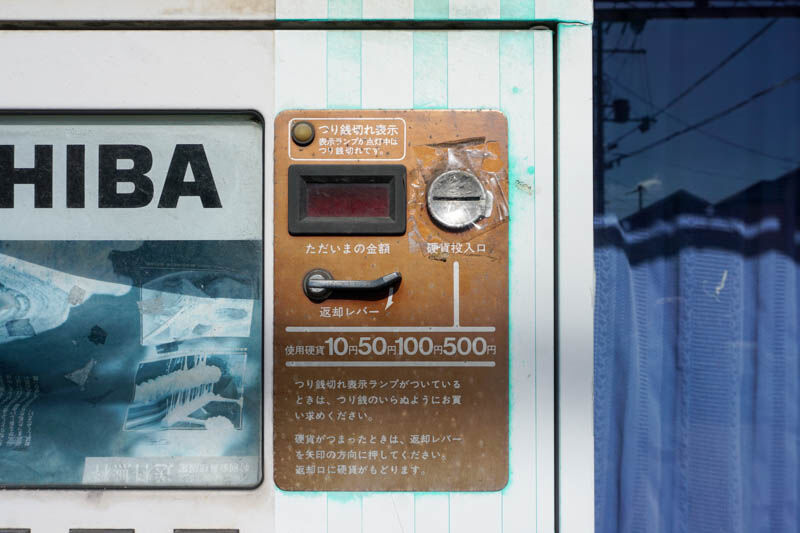 HIBA
つり銭切れ表示
表示ランプが点灯中は
つり銭切れです。
ただいまの金額
硬貨投入口
返却レバー
使用硬貨10円50円100円500円
つり銭切れ表示ランプがついている
ときは、つり銭のいらぬようにお買
い求めください。
硬貨がつまったときは、返却レバー
を矢印の方向に押してください。
返却口に硬貨がもどります。